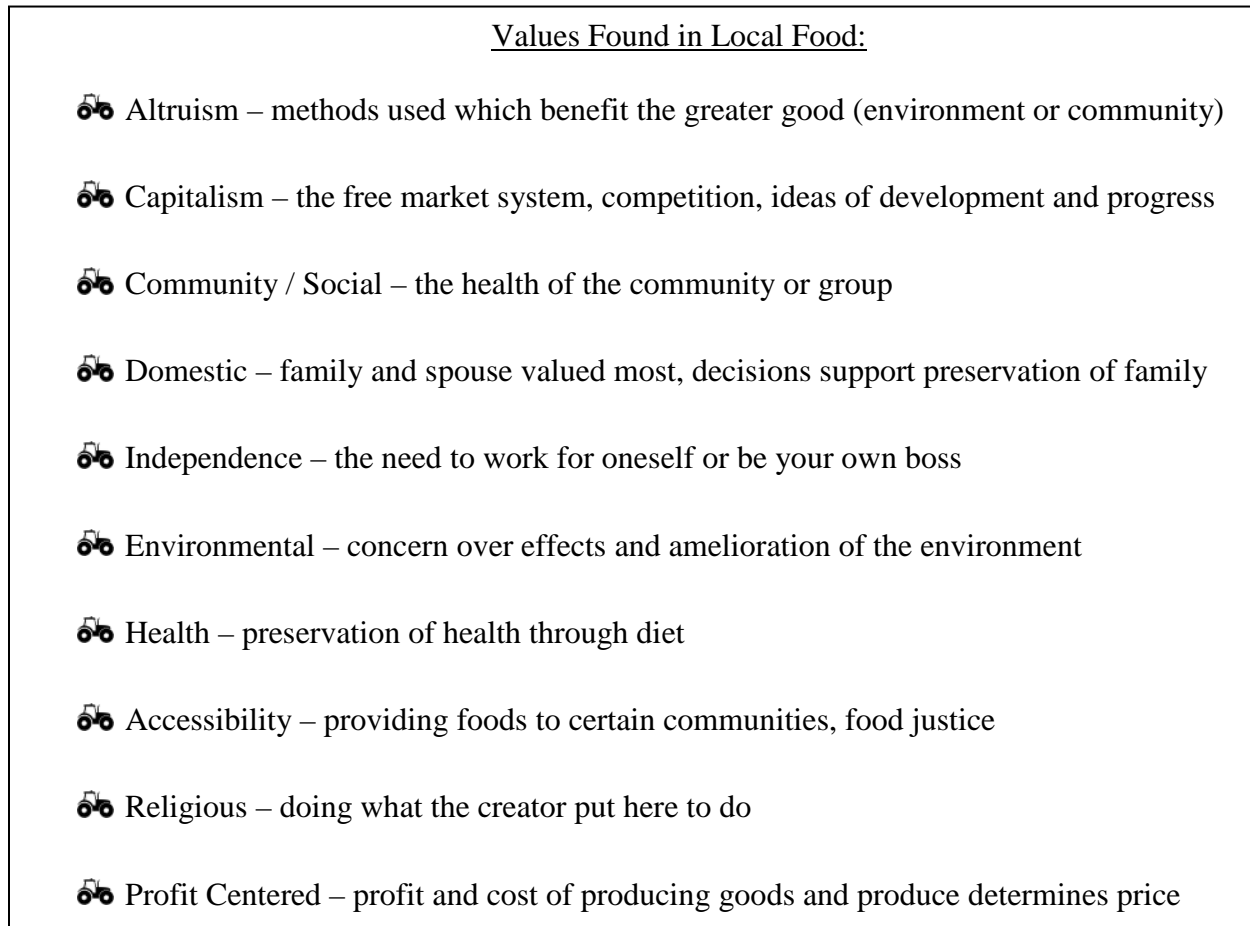 Values Found in Local Food:
Altruism – methods used which benefit the greater good (environment or community)
Capitalism – the free market system, competition, ideas of development and progress
Community / Social – the health of the community or group
Domestic – family and spouse valued most, decisions support preservation of family
Independence – the need to work for oneself or be your own boss
Environmental – concern over effects and amelioration of the environment
Health – preservation of health through diet
Accessibility – providing foods to certain communities, food justice
Religious – doing what the creator put here to do
Profit Centered – profit and cost of producing goods and produce determines price